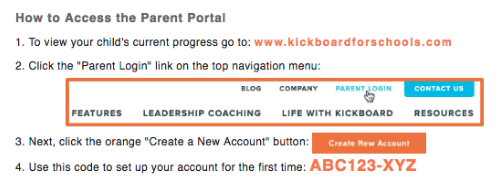 How to Access the Parent Portal
1. To view your child's current progress go to: www.kickboardforschools.com
2. Click the "Parent Login" link on the top navigation menu:
BLOG COMPANY PARENT LOGIN CONTACT US
FEATURES LEADERSHIP COACHING LIFE WITH KICKBOARD RESOURCES
3. Next, click the orange "Create a New Account" button: Create New Account
4. Use this code to set up your account for the first time: ABC123-XYZ